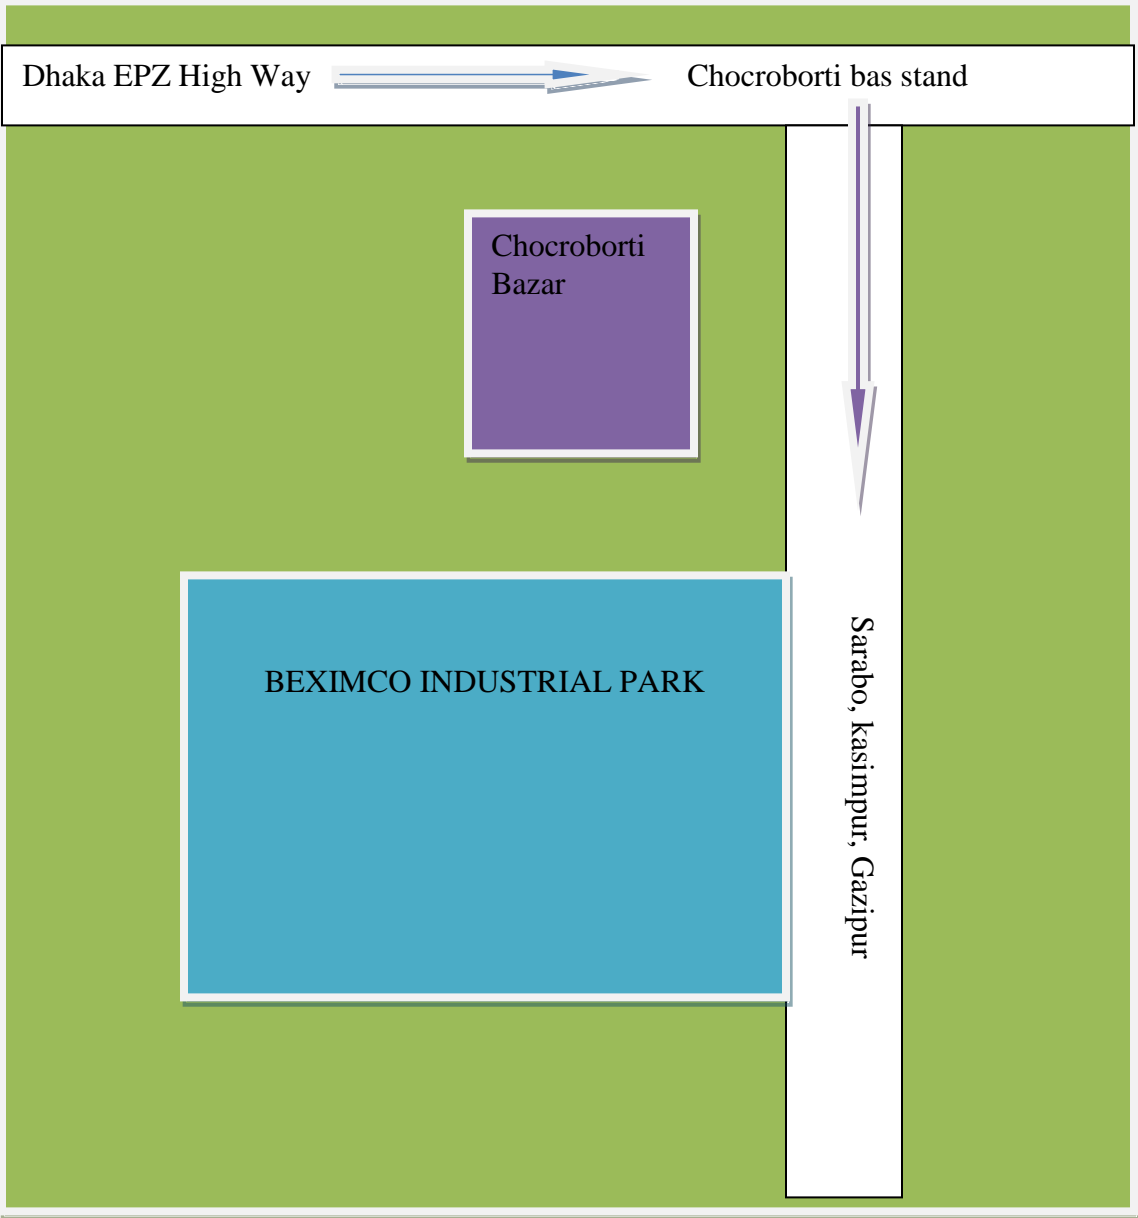 Dhaka EPZ High Way
Chocroborti bas stand
Chocroborti
Bazar
BEXIMCO INDUSTRIAL PARK
Sarabo, kasimpur, Gazipur